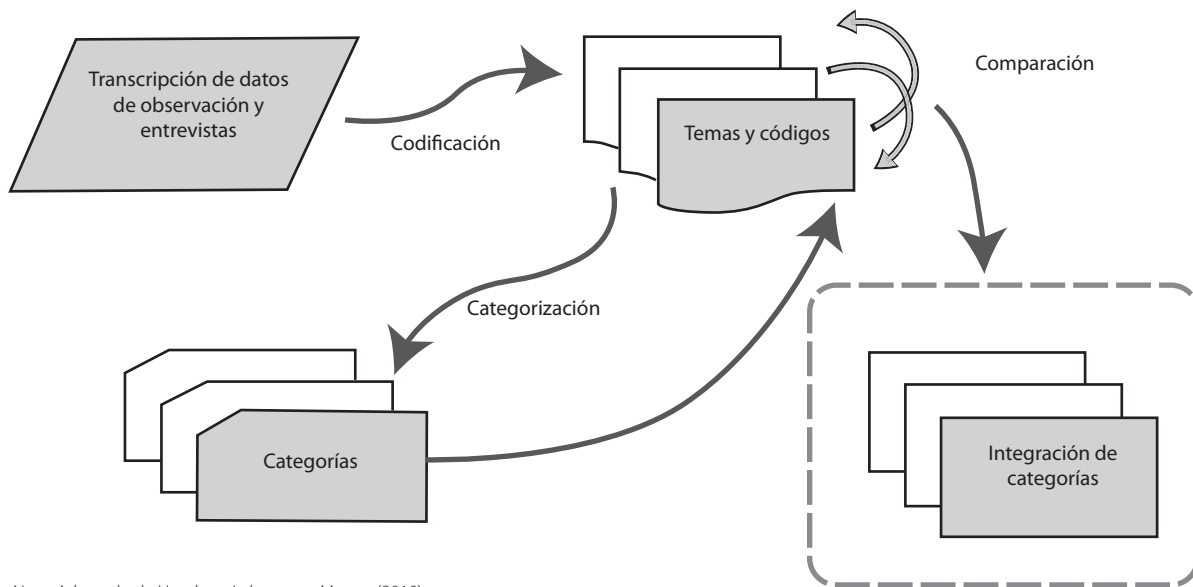 Transcripción de datos
de observación y
entrevistas
Codificación
Temas y códigos
Comparación
Categorización
Categorías
Integración de
categorías